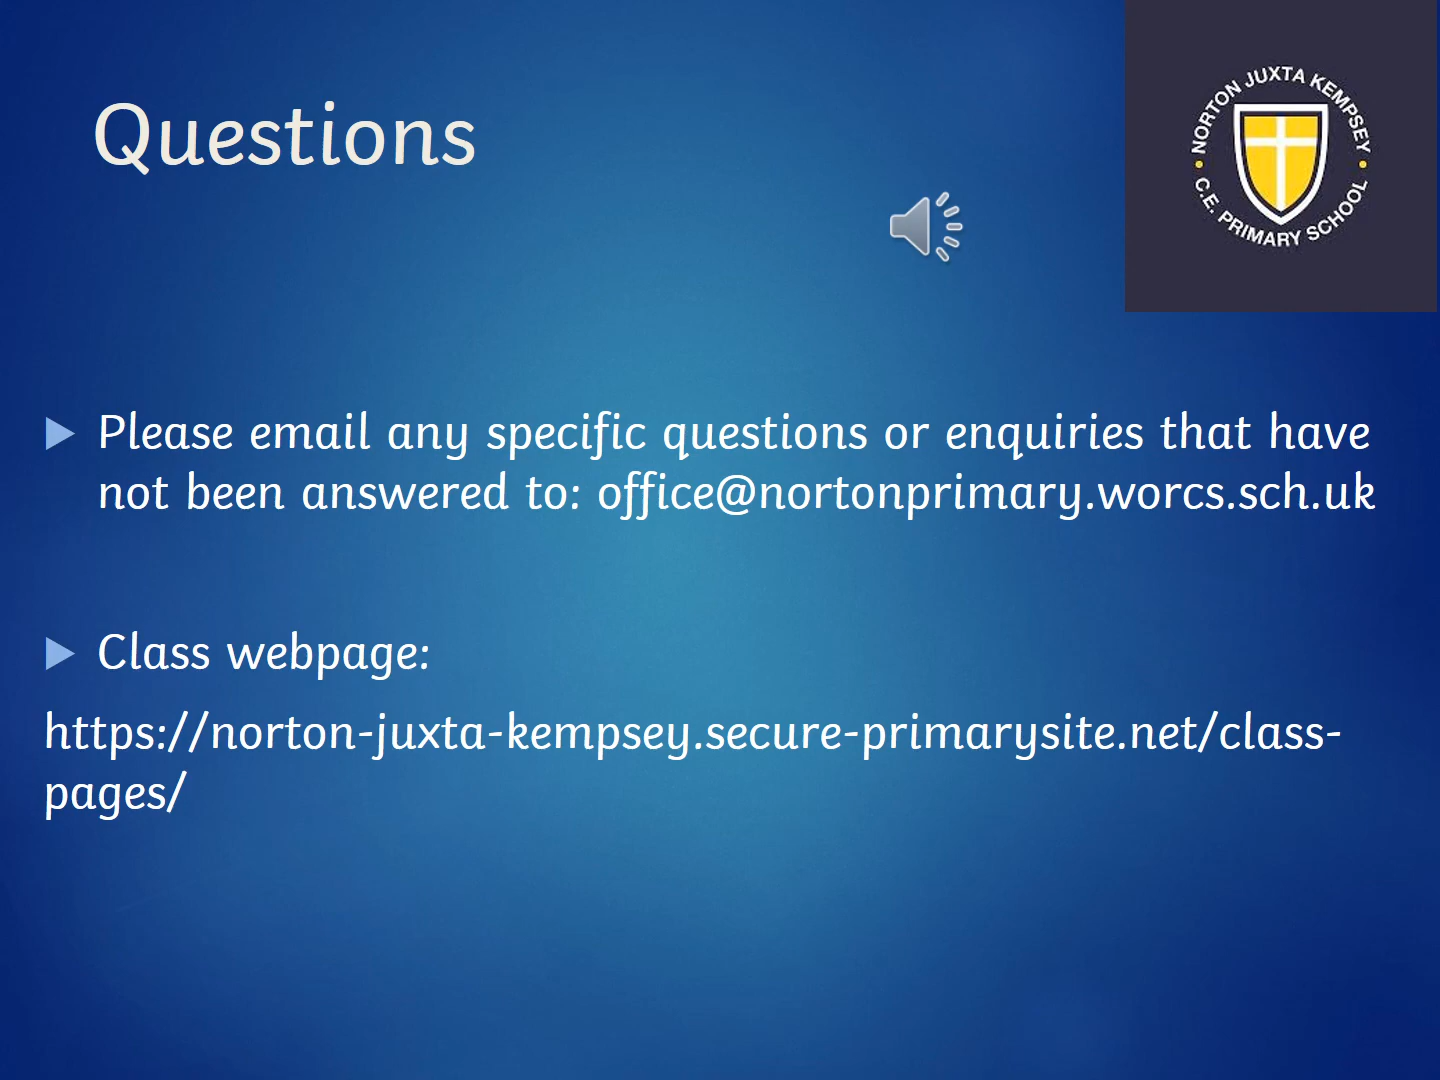 Questions
NORTON JUXTA KEMPSEY
C.E. PRIMARY SCHOOL
Please email any specific questions or enquiries that have
not been answered to: office@nortonprimary.worcs.sch.uk
Class webpage:
https://norton-juxta-kempsey.secure-primarysite.net/class-
pages/